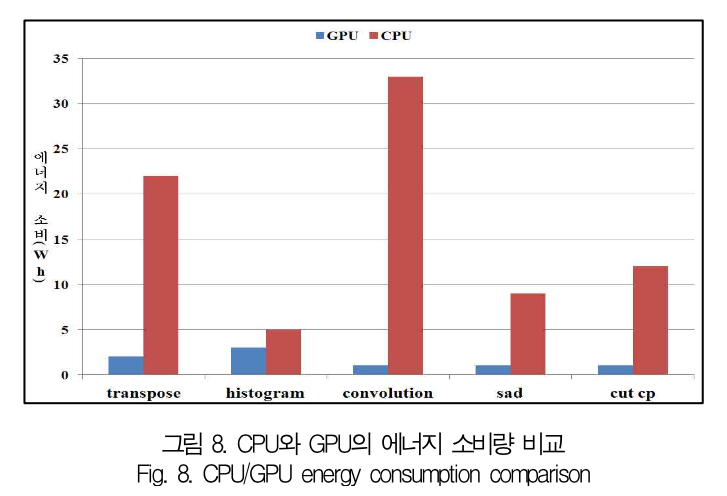 GPU CPU
35
30
25
20
15
10
5
0
에너지 소비(Wh)
transpose histogram convolution sad cut cp
그림 8. CPU와 GPU의 에너지 소비량 비교
Fig. 8. CPU/GPU energy consumption comparison